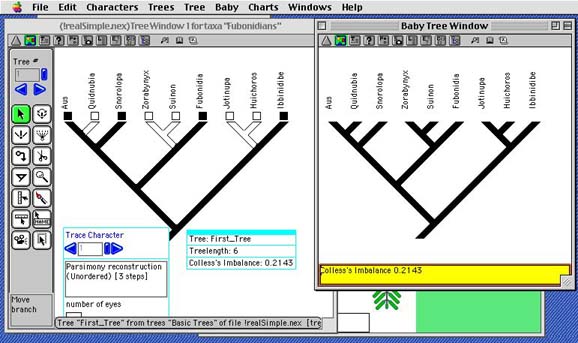 File Edit Characters Trees Tree Baby Charts Windows Help
(!realSimple.nex)Tree Window 1 for taxa "Fubonidians"
Baby Tree Window
Tree #
1
Aus
Quidnubia
Snorolopa
Zorabynyx
Suinon
Fubonidia
Jotinupa
Huichoros
Ibbinidibe
Aus
Quidnubia
Snorolopa
Zorabynyx
Suinon
Fubonidia
Jotinupa
Huichoros
Ibbinidibe
NAME
Trace Character
1
Parsimony reconstruction
(Unordered) [3 steps]
number of eyes
Tree: First_Tree
Treelength: 6
Colless's Imbalance: 0.2143
Colless's Imbalance 0.2143
Move
branch
Tree "First_Tree" from trees "Basic Trees" of file !realSimple.nex [tre